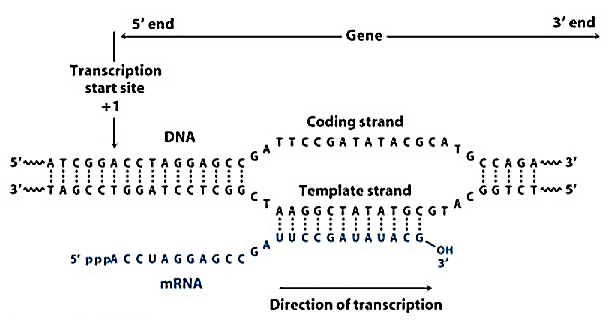 5′ end
Gene
3′ end
Transcription
start site
+1
DNA
Coding strand
5′ A T C G G A C C T A G G A G C C G A T T C C G A T A T A C G C A T G C C A G A 3′
3′ T A G C C T G G A T C C T C G G C T A A G G C T A T A T G C G T A C G G T C T 5′
Template strand
5′ pppA C C U A G G A G C C G A U U C C G A U A U A C G OH
3′
mRNA
Direction of transcription